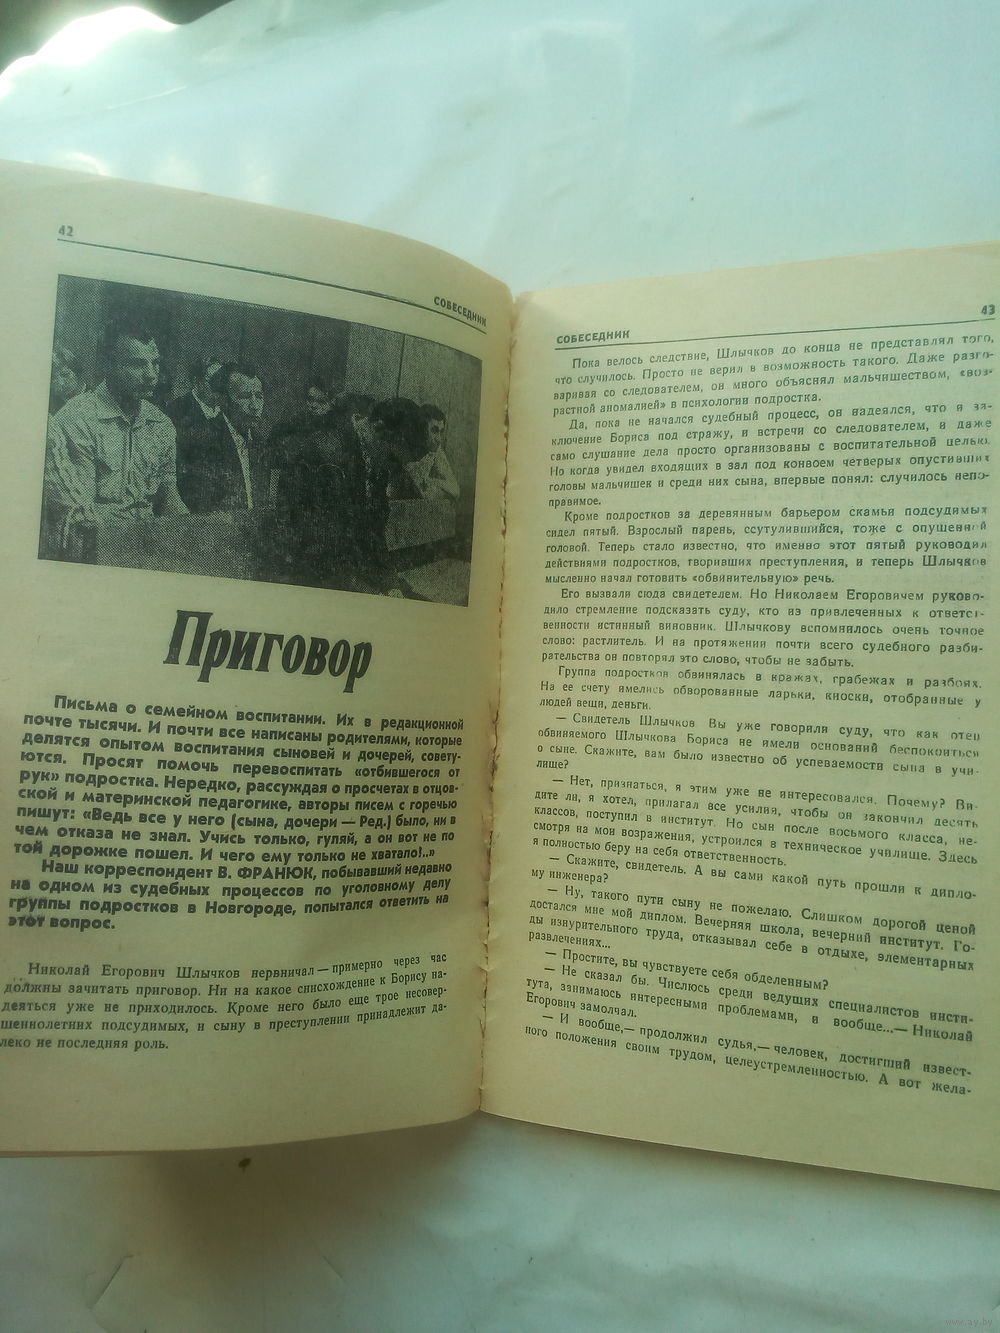 42
СОБЕСЕДНИК
Приговор
Письма о семейном воспитании. Их в редакционной
почте тысячи. И почти все написаны родителями, которые
делятся опытом воспитания сыновей и дочерей, совету-
ются. Просят помочь перевоспитать «отбившегося от
рук» подростка. Нередко, рассуждая о просчетах в отцов-
ской и материнской педагогике, авторы писем с горечью
пишут: «Ведь все у него (сына, дочери — Ред.) было, ни в
чем отказа не знал. Учись только, гуляй, а он вот не по
той дорожке пошел. И чего ему только не хватало!..»
Наш корреспондент В. ФРАНЮК, побывавший недавно
на одном из судебных процессов по уголовному делу
группы подростков в Новгороде, попытался ответить на
этот вопрос.
Николай Егорович Шлычков нервничал — примерно через час
должны зачитать приговор. Ни на какое снисхождение к Борису на-
деяться уже не приходилось. Кроме него было еще трое несовер-
шеннолетних подсудимых, и сыну в преступлении принадлежит да-
леко не последняя роль.
СОБЕСЕДНИК
43
Пока велось следствие, Шлычков до конца не представлял того,
что случилось. Просто не верил в возможность такого. Даже разго-
варивая со следователем, он много объяснял мальчишеством, «воз-
растной аномалией» в психологии подростка.
Да, пока не начался судебный процесс, он надеялся, что и за-
ключение Бориса под стражу, и встречи со следователем, и даже
само слушание дела просто организованы с воспитательной целью.
Но когда увидел входящих в зал под конвоем четверых опустивших
головы мальчишек и среди них сына, впервые понял: случилось непо-
правимое.
Кроме подростков за деревянным барьером скамьи подсудимых
сидел пятый. Взрослый парень, ссутулившийся, тоже с опущенной
головой. Теперь стало известно, что именно этот пятый руководил
действиями подростков, творивших преступления, и теперь Шлычков
мысленно начал готовить «обвинительную» речь.
Его вызвали сюда свидетелем. Но Николаем Егоровичем руково-
дило стремление подсказать суду, кто из привлеченных к ответст-
венности истинный виновник. Шлычкову вспомнилось очень точное
слово: растлитель. И на протяжении почти всего судебного разби-
рательства он повторял это слово, чтобы не забыть.
Группа подростков обвинялась в кражах, грабежах и разбоях.
На ее счету имелись обворованные ларьки, киоски, отобранные у
людей вещи, деньги.
— Свидетель Шлычков. Вы уже говорили суду, что как отец
обвиняемого Шлычкова Бориса не имели оснований беспокоиться
о сыне. Скажите, вам было известно об успеваемости сына в учи-
лище?
— Нет, признаться, я этим уже не интересовался. Почему? Ви-
дите ли, я хотел, прилагал все усилия, чтобы он закончил десять
классов, поступил в институт. Но сын после восьмого класса, не-
смотря на мои возражения, устроился в техническое училище. Здесь
я полностью беру на себя ответственность.
— Скажите, свидетель. А вы сами какой путь прошли к дипло-
му инженера?
— Ну, такого пути сыну не пожелаю. Слишком дорогой ценой
достался мне мой диплом. Вечерняя школа, вечерний институт. Го-
ды изнурительного труда, отказывал себе в отдыхе, элементарных
развлечениях...
— Простите, вы чувствуете себя обделенным?
— Не сказал бы. Числюсь среди ведущих специалистов инсти-
тута, занимаюсь интересными проблемами, и вообще...— Николай
Егорович замолчал.
— И вообще,— продолжил судья,— человек, достигший извест-
ного положения своим трудом, целеустремленностью. А вот жела-
www.ay.by